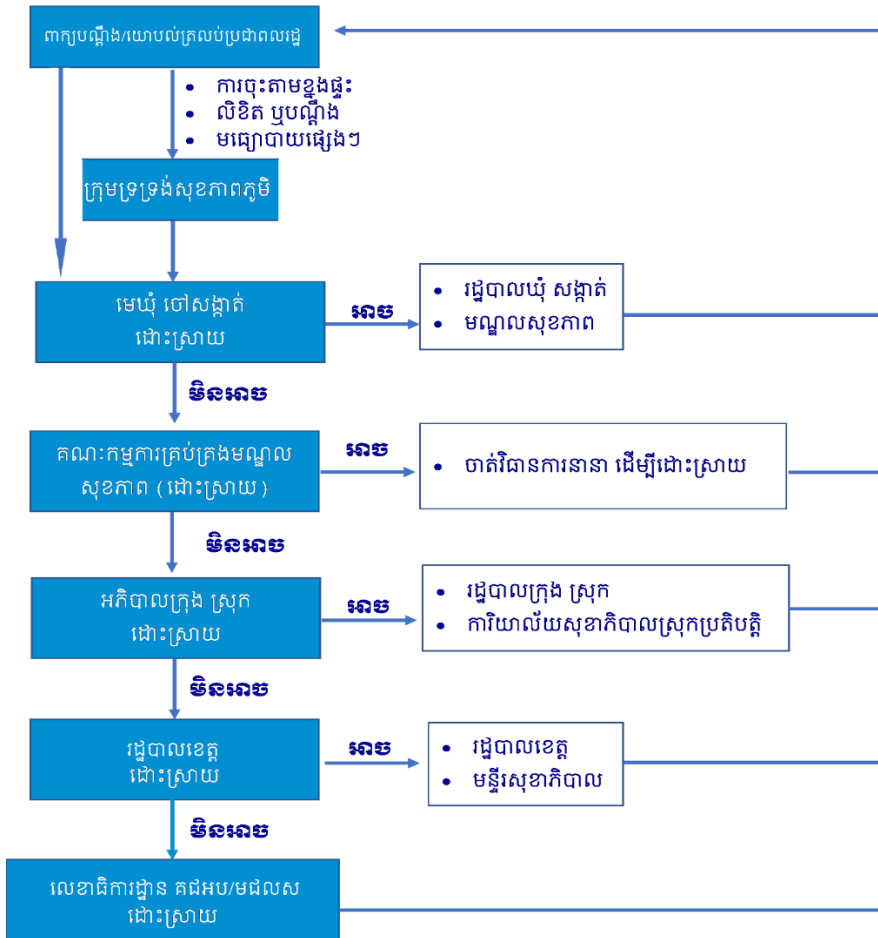 ពាក្យបណ្តឹង/យោបល់ត្រលប់ប្រជាពលរដ្ឋ
• ការចុះតាមខ្នងផ្ទះ
• លិខិត ឬបណ្តឹង
• មធ្យោបាយផ្សេងៗ
ក្រុមទ្រទ្រង់សុខភាពភូមិ
មេឃុំ ចៅសង្កាត់
ដោះស្រាយ
អាច
• រដ្ឋបាលឃុំ សង្កាត់
• មណ្ឌលសុខភាព
មិនអាច
គណៈកម្មការគ្រប់គ្រងមណ្ឌល
សុខភាព (ដោះស្រាយ)
អាច
• ចាត់វិធានការនានា ដើម្បីដោះស្រាយ
មិនអាច
អភិបាលក្រុង ស្រុក
ដោះស្រាយ
អាច
• រដ្ឋបាលក្រុង ស្រុក
• ការិយាល័យសុខាភិបាលស្រុកប្រតិបត្តិ
មិនអាច
រដ្ឋបាលខេត្ត
ដោះស្រាយ
អាច
• រដ្ឋបាលខេត្ត
• មន្ទីរសុខាភិបាល
មិនអាច
លេខាធិការដ្ឋាន គជអប/មជលស
ដោះស្រាយ